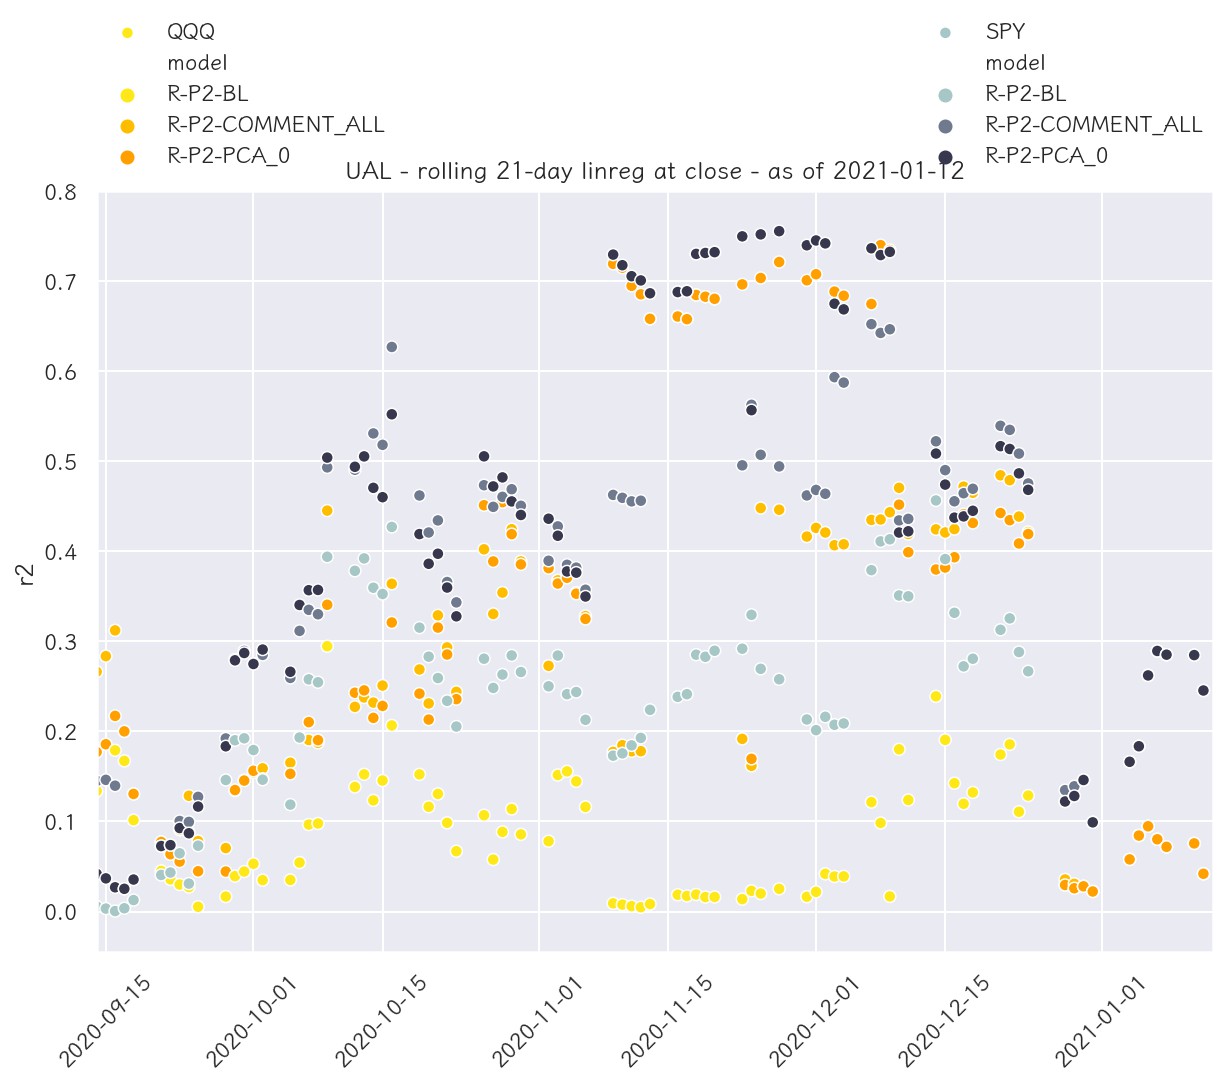 QQQ
model
R-P2-BL
R-P2-COMMENT_ALL
R-P2-PCA_0
SPY
model
R-P2-BL
R-P2-COMMENT_ALL
R-P2-PCA_0
UAL - rolling 21-day linreg at close - as of 2021-01-12
0.8
0.7
0.6
0.5
0.4
0.3
0.2
0.1
0.0
r2
2020-09-15
2020-10-01
2020-10-15
2020-11-01
2020-11-15
2020-12-01
2020-12-15
2021-01-01